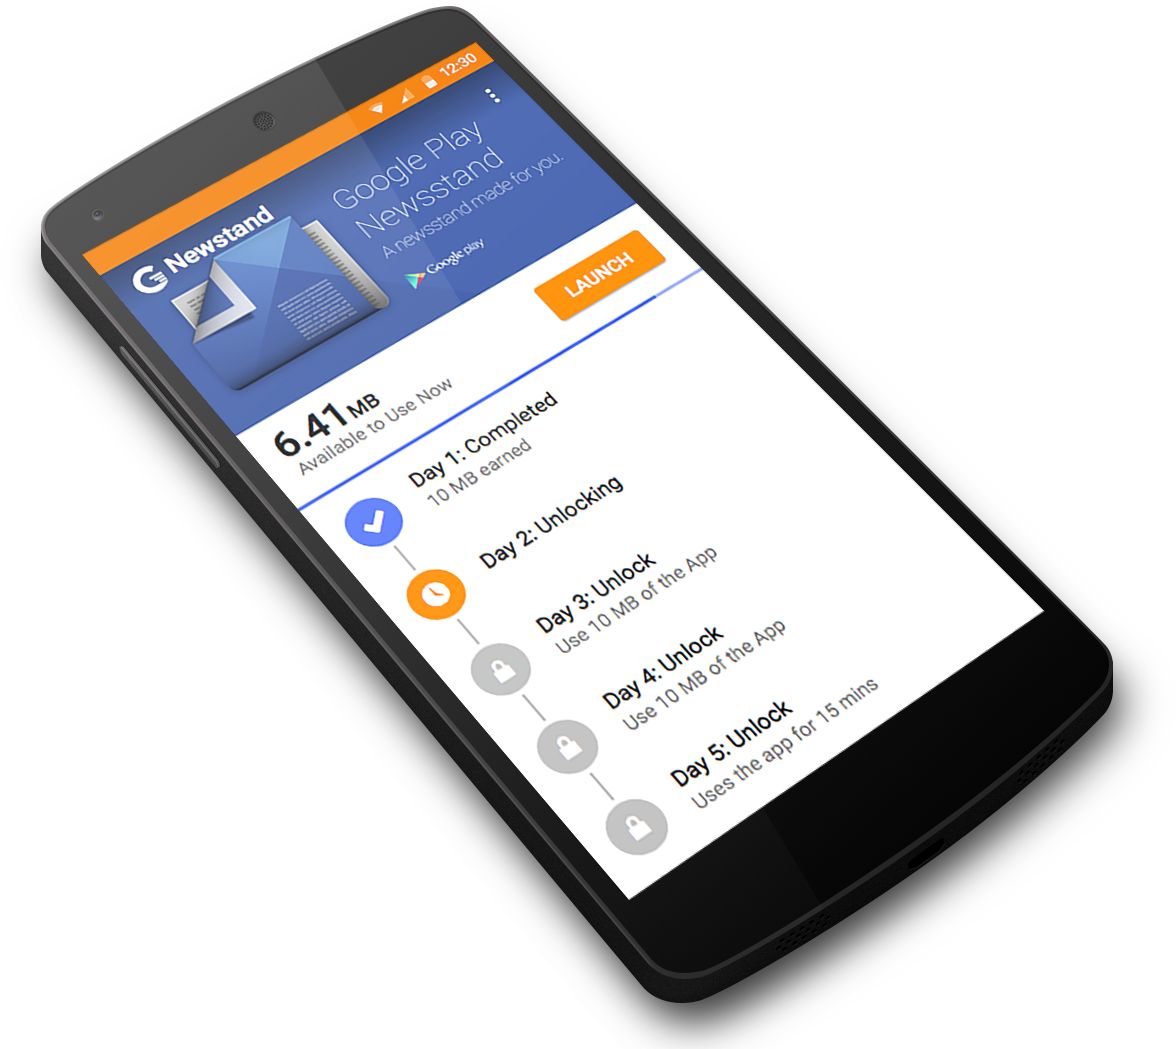 12:30
Newstand
Google Play
Newsstand
A newsstand made for you.
Google play
LAUNCH
6.41 MB
Available to Use Now
Day 1: Completed
10 MB earned
Day 2: Unlocking
Day 3: Unlock
Use 10 MB of the App
Day 4: Unlock
Use 10 MB of the App
Day 5: Unlock
Uses the app for 15 mins